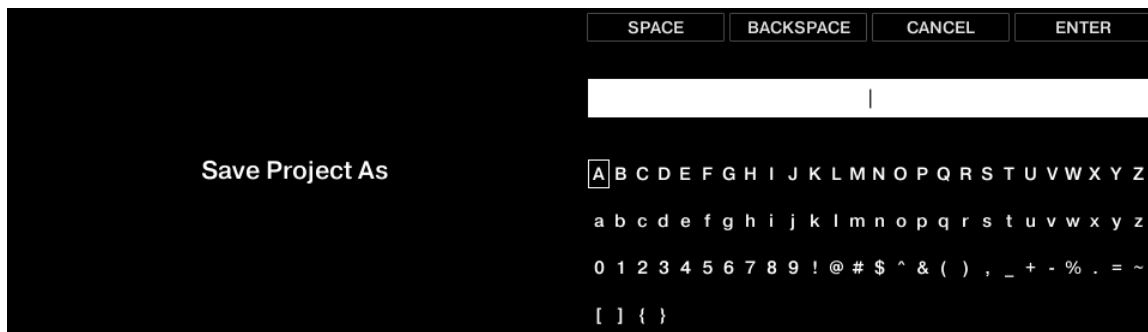 SPACE BACKSPACE CANCEL ENTER
Save Project As
A B C D E F G H I J K L M N O P Q R S T U V W X Y Z
a b c d e f g h i j k l m n o p q r s t u v w x y z
0 1 2 3 4 5 6 7 8 9 ! @ # $ ^ & ( ) , _ + - % . = ~
[ ] { }